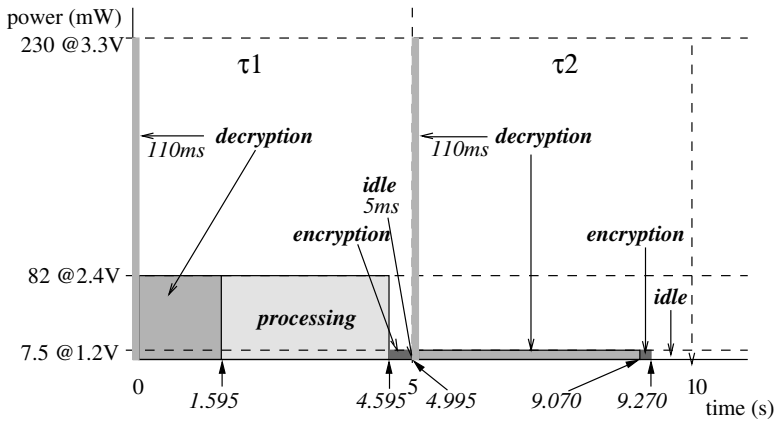 power (mW)
230 @3.3V
τ1
τ2
decryption
110ms
decryption
110ms
idle
5ms
encryption
encryption
82 @2.4V
idle
processing
7.5 @1.2V
0
5
10
1.595
4.595
4.995
9.070
9.270
time (s)